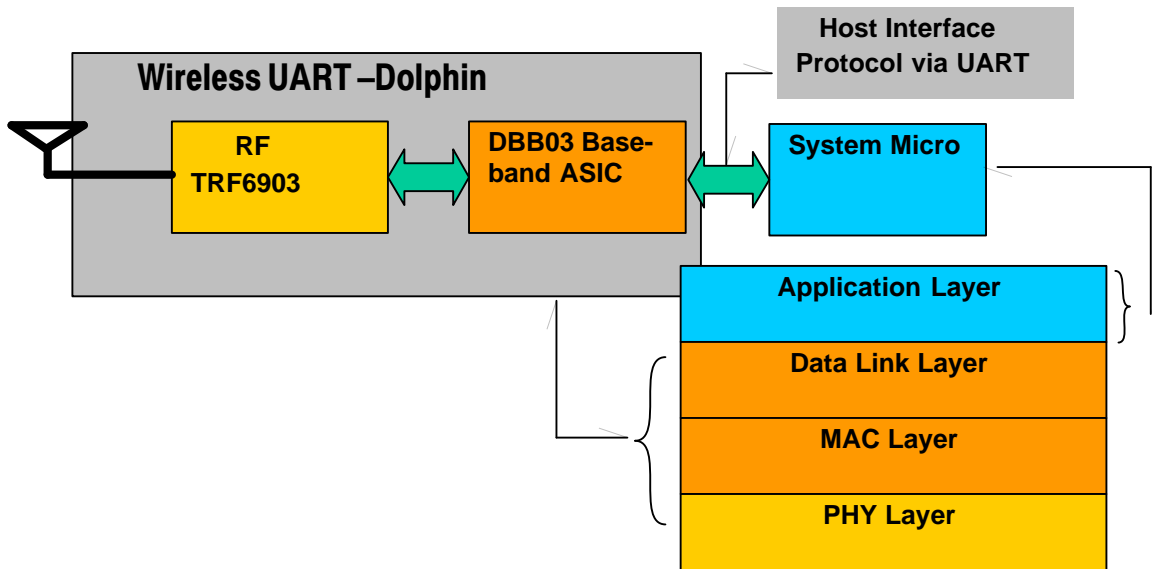 Host Interface
Protocol via UART
Wireless UART –Dolphin
RF
TRF6903
DBB03 Base-
band ASIC
System Micro
Application Layer
Data Link Layer
MAC Layer
PHY Layer